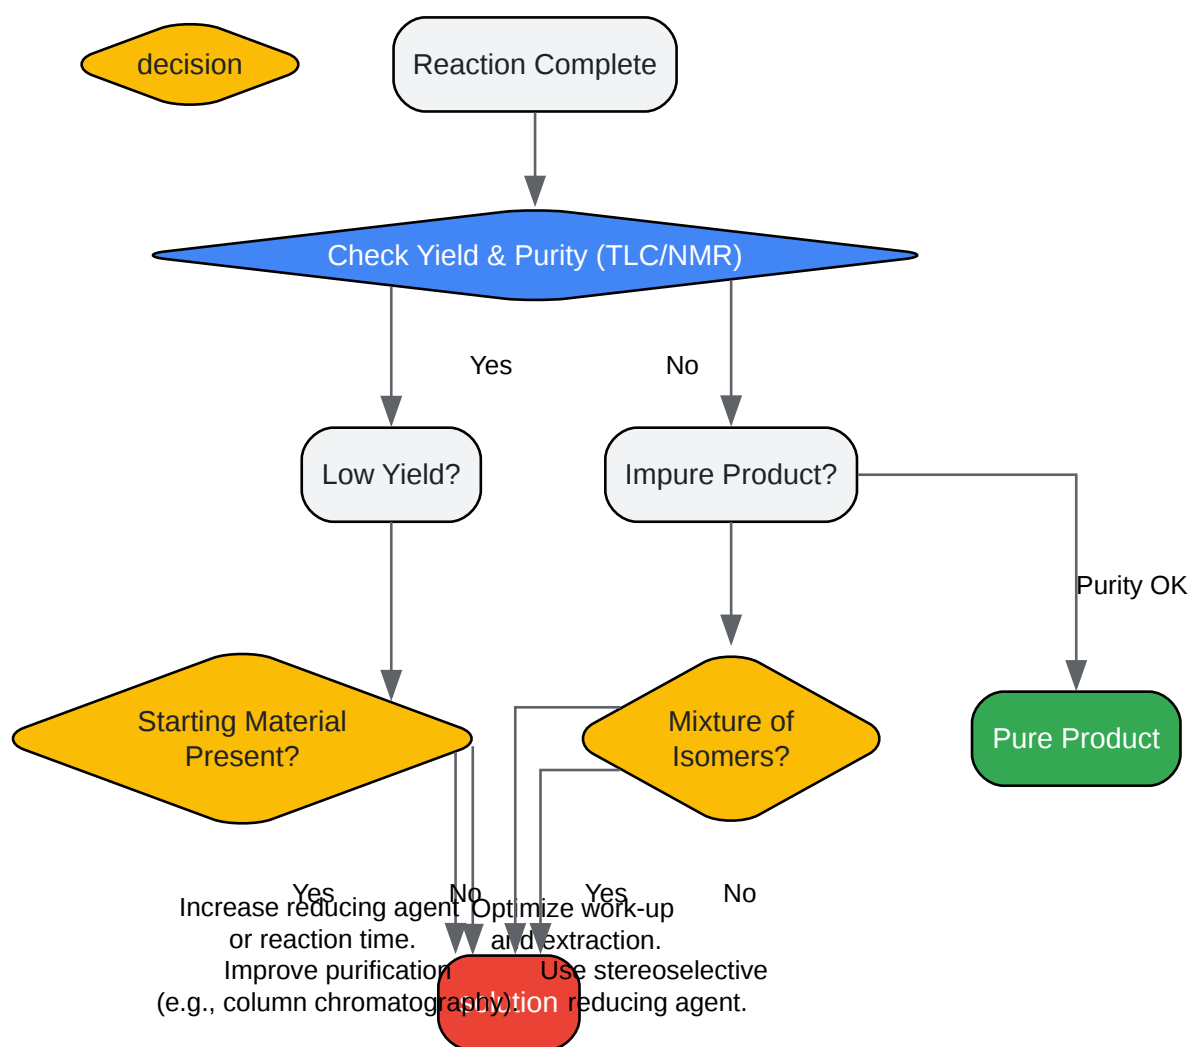 decision
Reaction Complete
Check Yield & Purity (TLC/NMR)
Yes
No
Low Yield?
Impure Product?
Purity OK
Starting Material
Present?
Mixture of
Isomers?
Pure Product
Yes
No
Yes
No
Increase reducing agent
or reaction time.
Optimize work-up
and extraction.
Improve purification
(e.g., column chromatography).
Use stereoselective
reducing agent.
solution